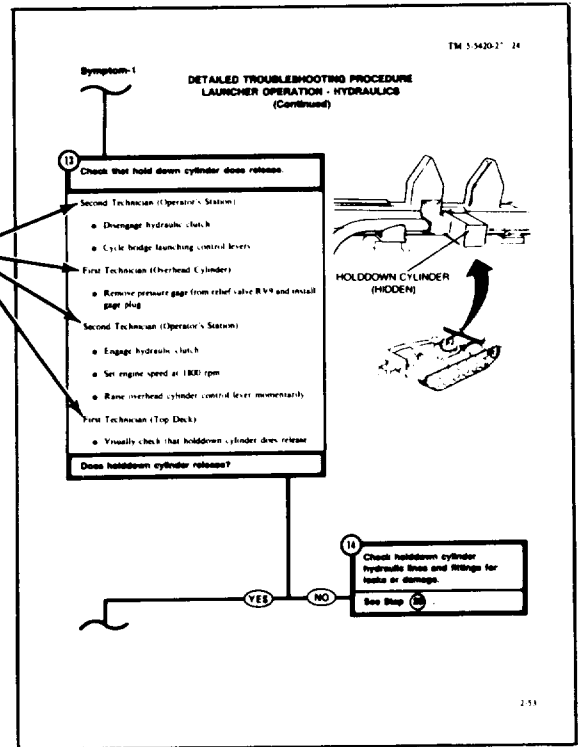 TM 5-5420-2 24
Symptom-1
DETAILED TROUBLESHOOTING PROCEDURE
LAUNCHER OPERATION - HYDRAULICS
(Continued)
13
Check that hold down cylinder does release.
Second Technician (Operator's Station)
• Disengage hydraulic clutch
• Cycle bridge launching control levers
First Technician (Overhead Cylinder)
• Remove pressure gage from relief valve RV9 and install
gage plug
Second Technician (Operator's Station)
• Engage hydraulic clutch
• Set engine speed at 1800 rpm
• Raise overhead cylinder control lever momentarily
First Technician (Top Deck)
• Visually check that holddown cylinder does release
Does holddown cylinder release?
HOLDDOWN CYLINDER
(HIDDEN)
14
Check holddown cylinder
hydraulic lines and fittings for
leaks or damage.
See Step
YES
NO
2-53